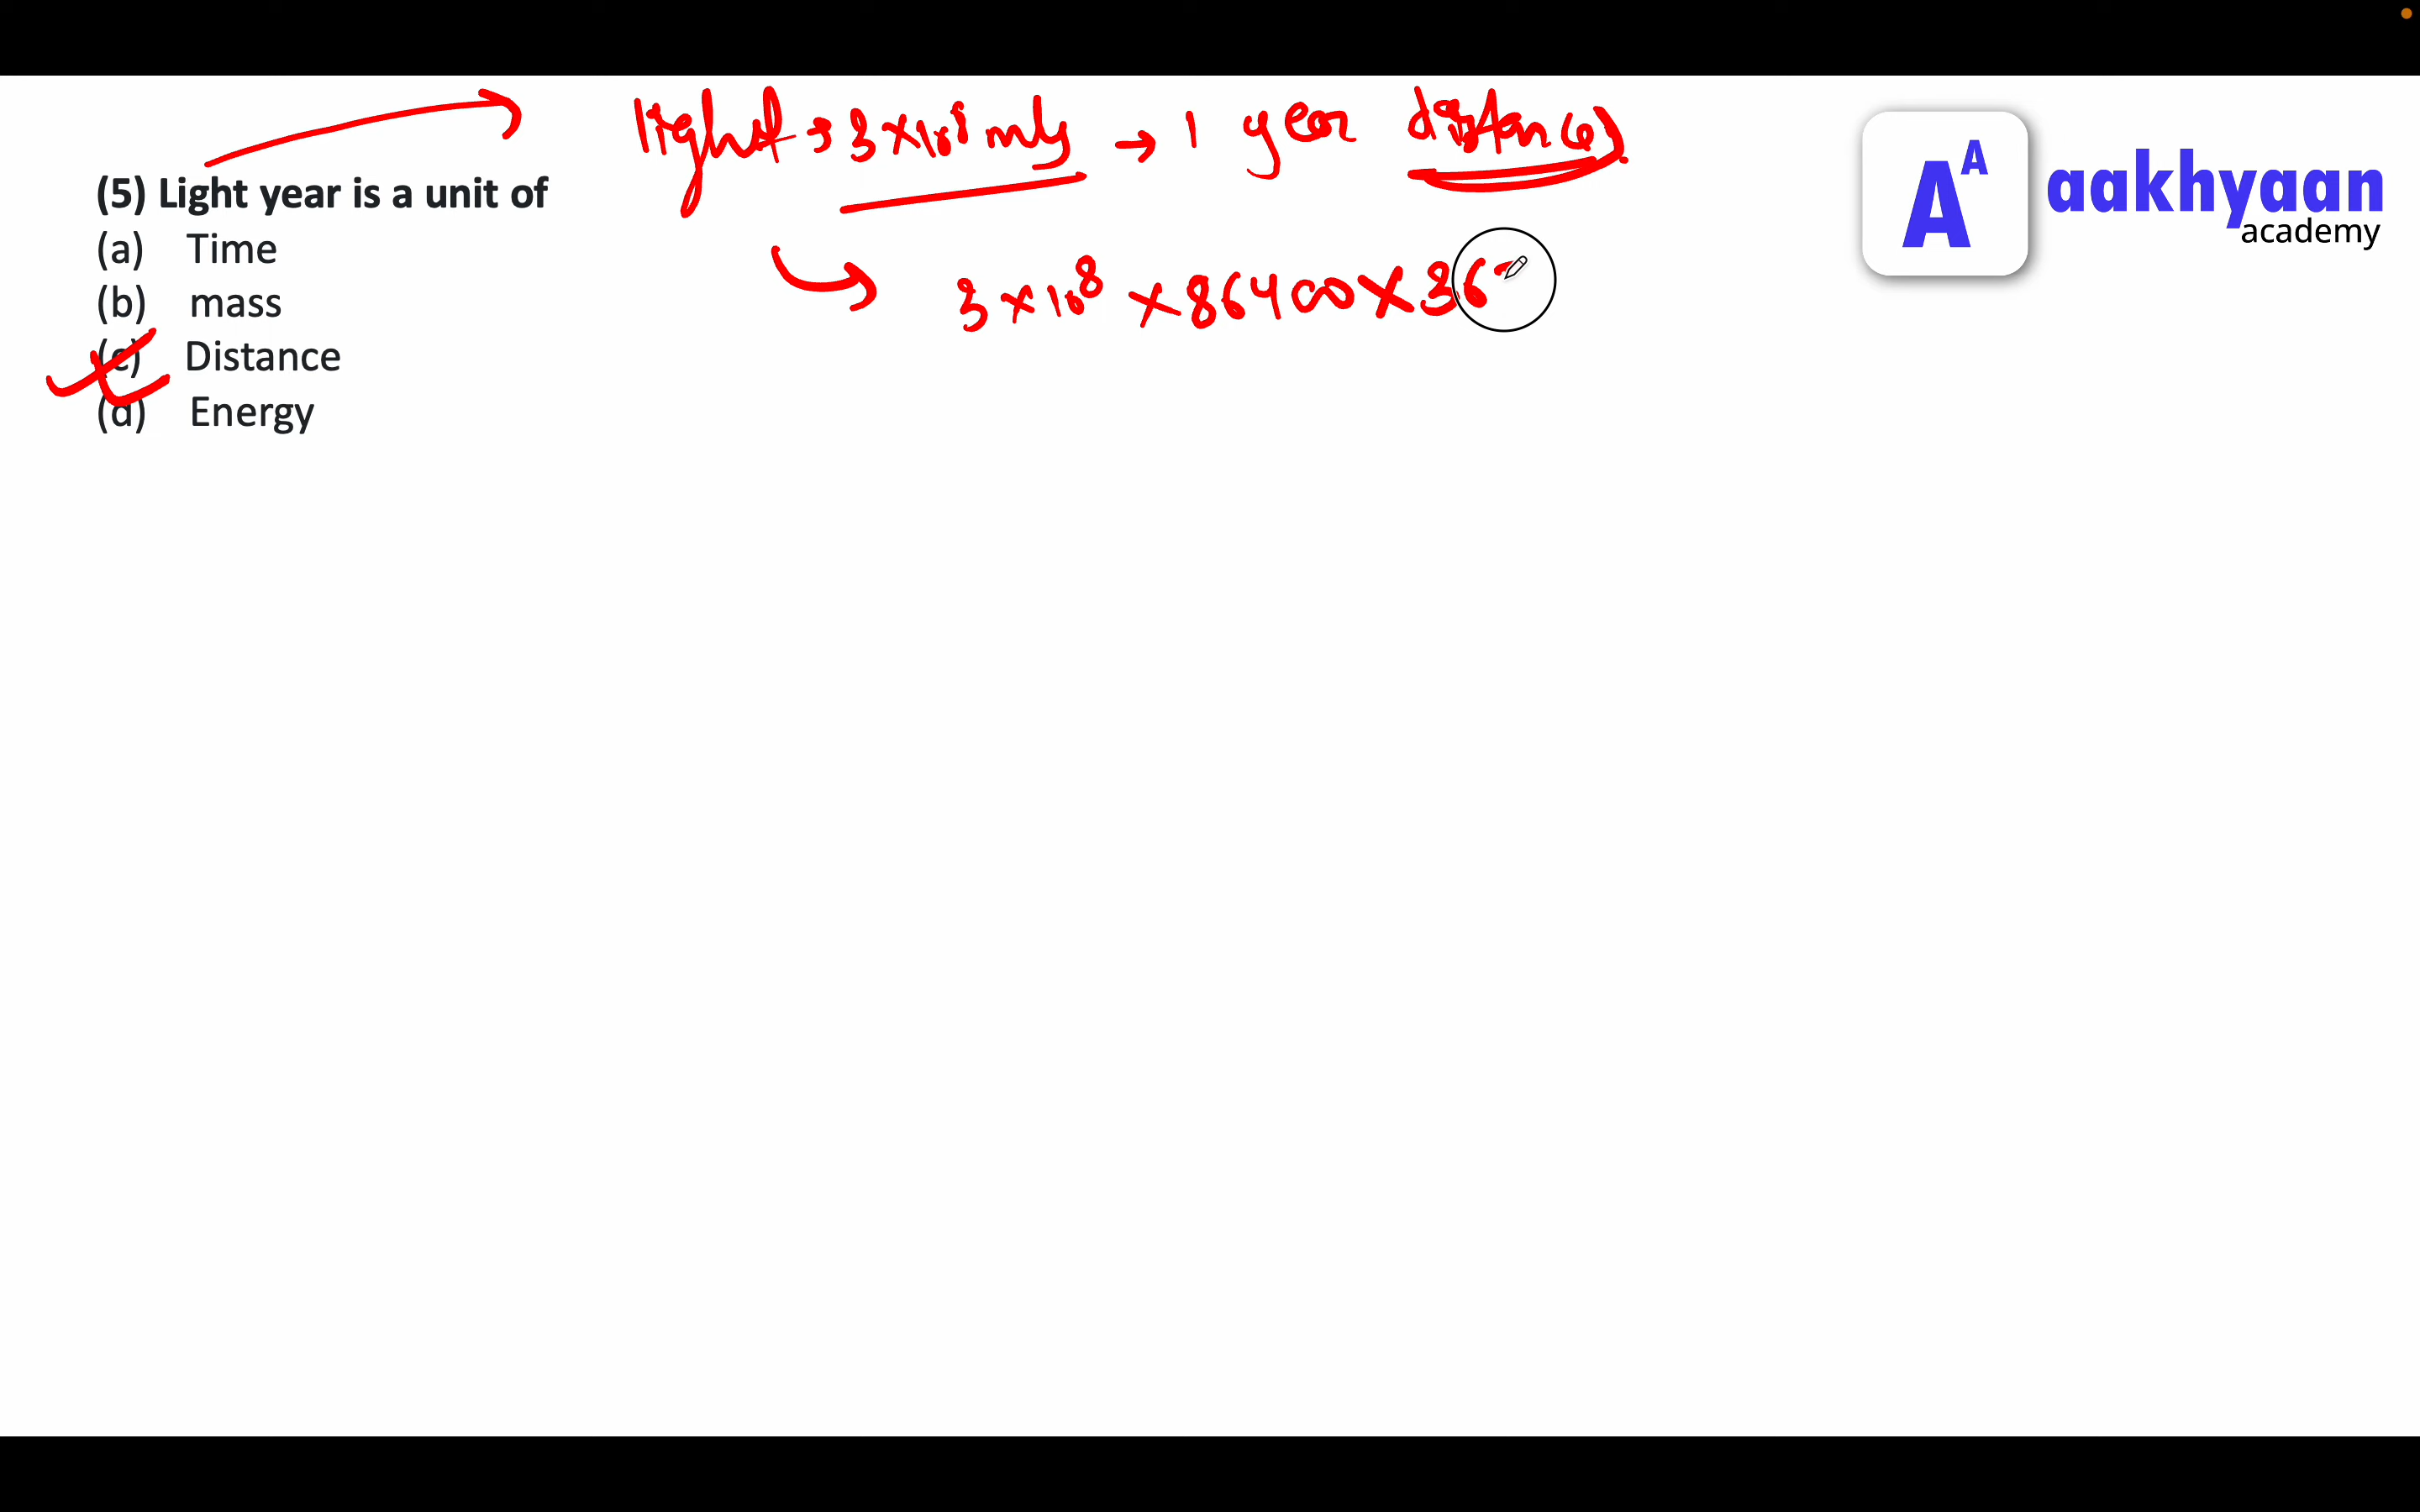 Light → 3×10⁸ m/s → 1 year distance
(5) Light year is a unit of
(a) Time
(b) mass
(c) Distance
(d) Energy
3×10⁸ × 86400 × 36
A A
aakhyaan
academy